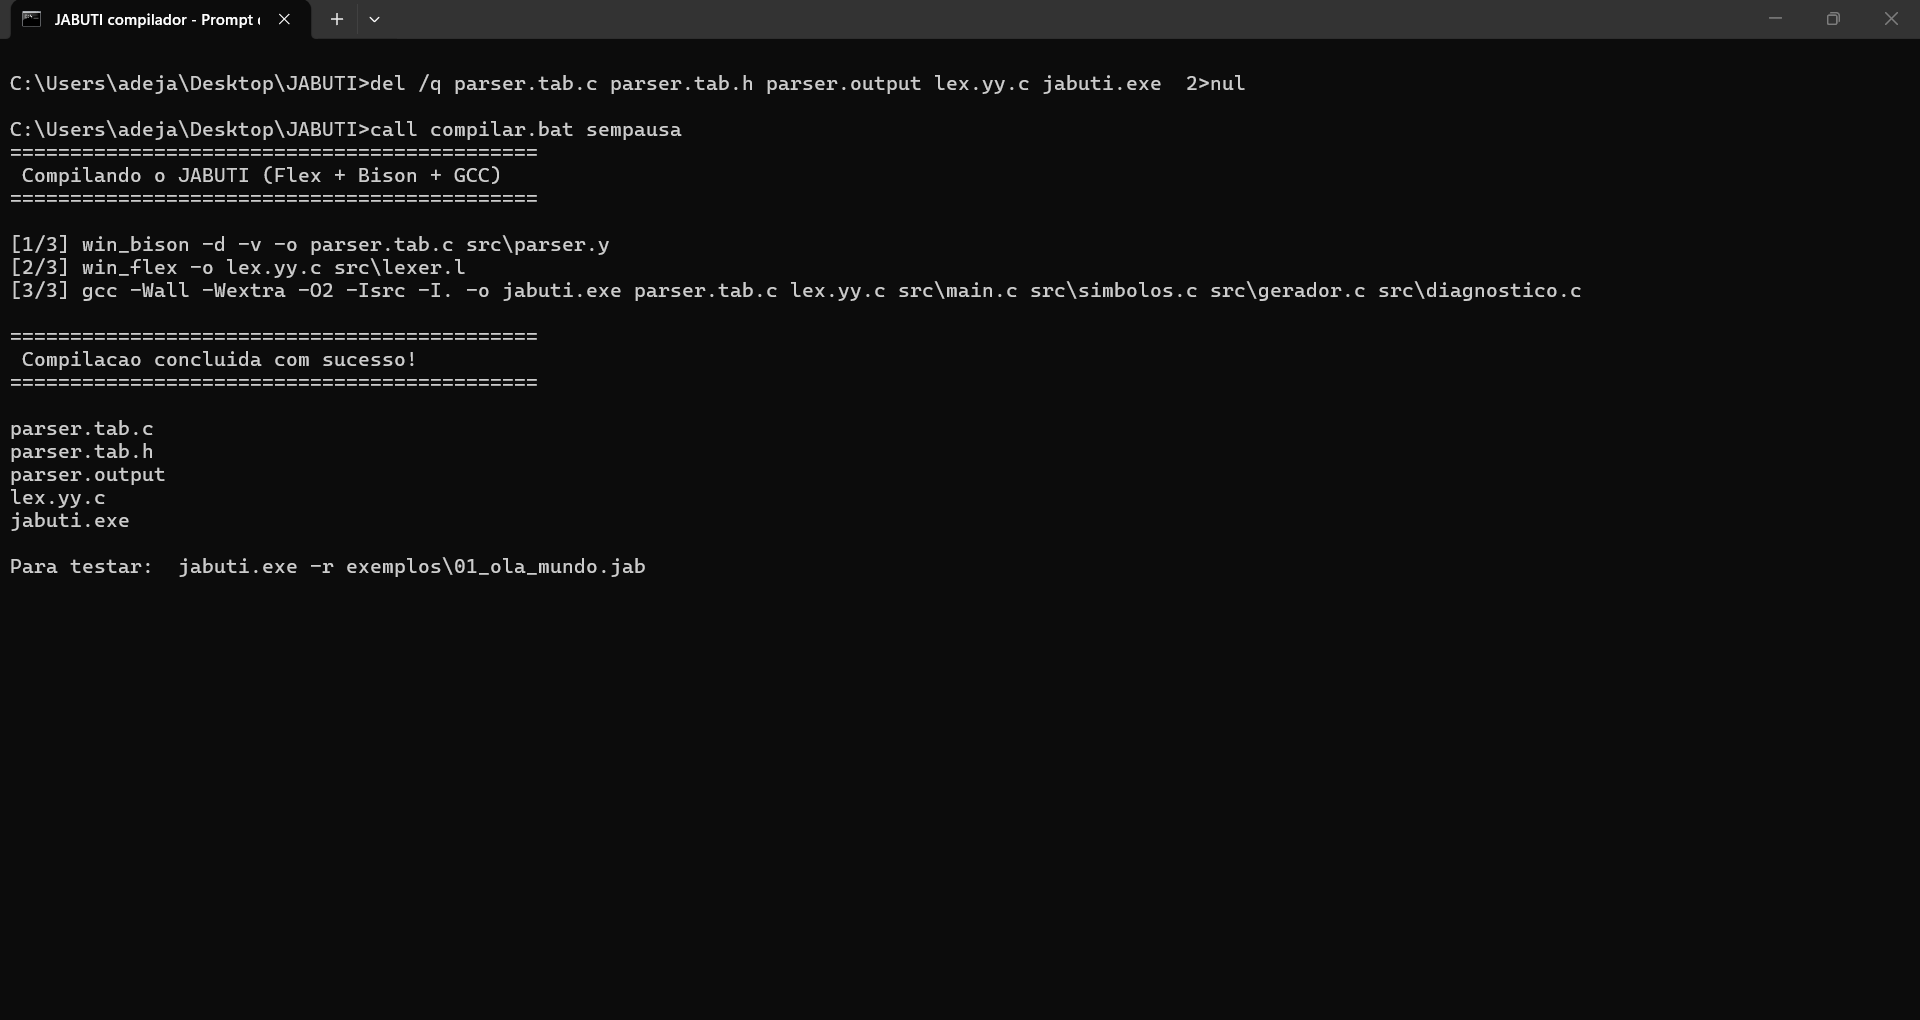 JABUTI compilador - Prompt
C:\Users\adeja\Desktop\JABUTI>del /q parser.tab.c parser.tab.h parser.output lex.yy.c jabuti.exe  2>nul
C:\Users\adeja\Desktop\JABUTI>call compilar.bat sempausa
============================================
 Compilando o JABUTI (Flex + Bison + GCC)
============================================
[1/3] win_bison -d -v -o parser.tab.c src\parser.y
[2/3] win_flex -o lex.yy.c src\lexer.l
[3/3] gcc -Wall -Wextra -O2 -Isrc -I. -o jabuti.exe parser.tab.c lex.yy.c src\main.c src\simbolos.c src\gerador.c src\diagnostico.c
============================================
 Compilacao concluida com sucesso!
============================================
parser.tab.c
parser.tab.h
parser.output
lex.yy.c
jabuti.exe
Para testar:  jabuti.exe -r exemplos\01_ola_mundo.jab